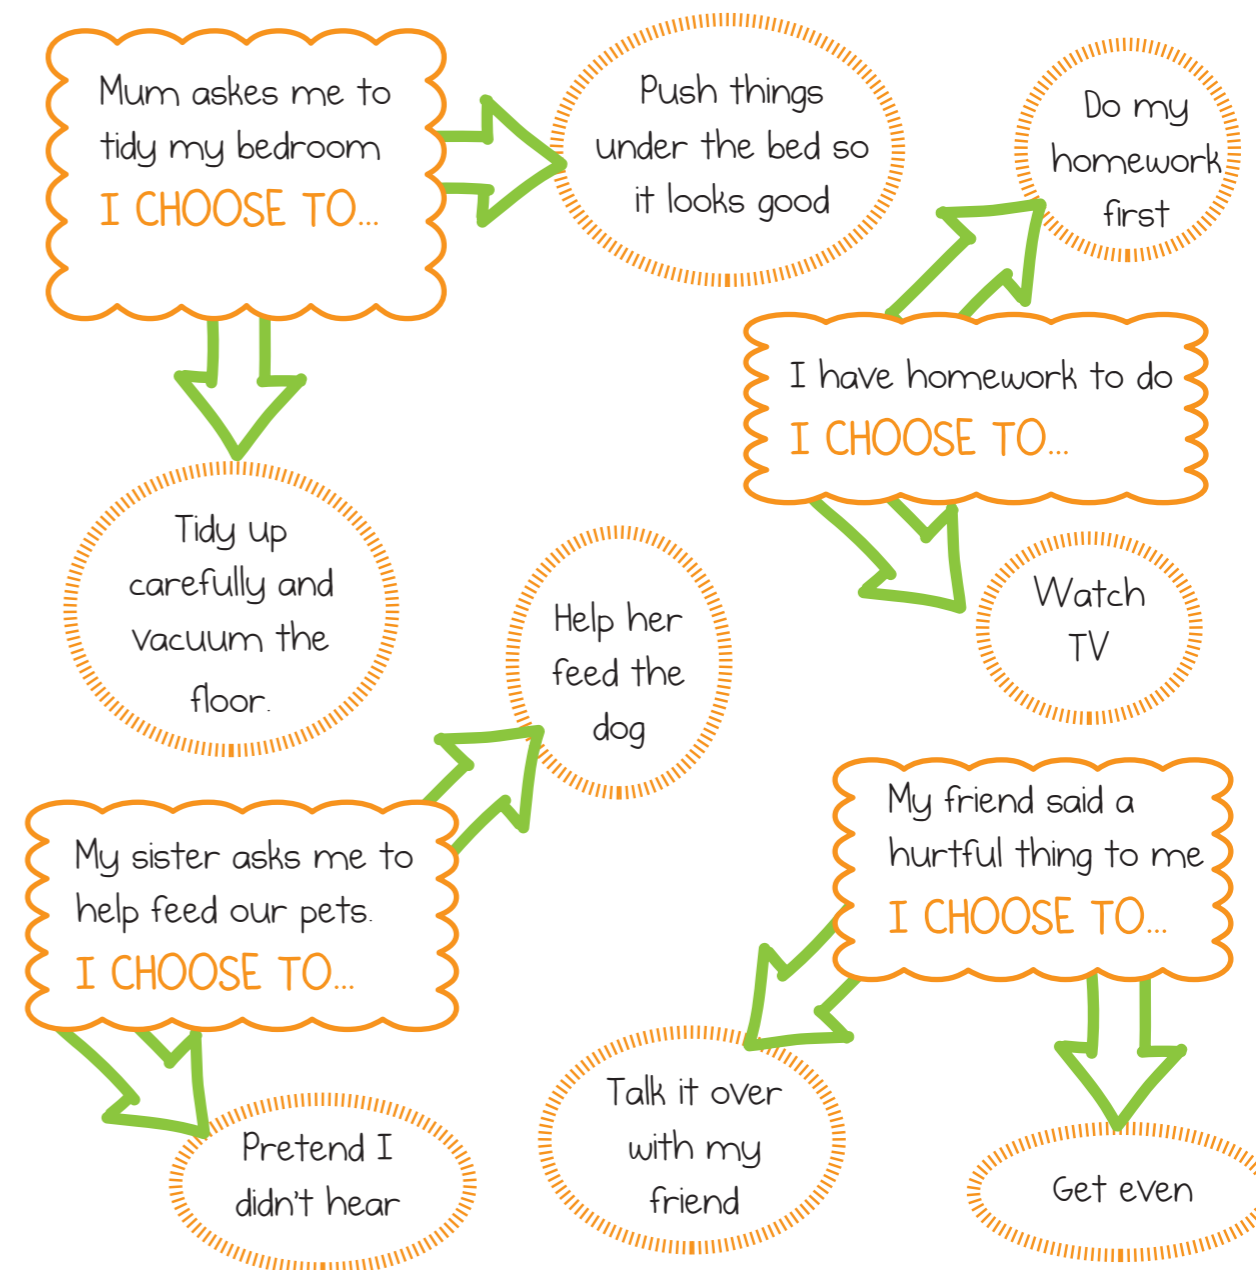 Mum askes me to
tidy my bedroom
I CHOOSE TO...
Push things
under the bed so
it looks good
Do my
homework
first
I have homework to do
I CHOOSE TO...
Tidy up
carefully and
vacuum the
floor.
Help her
feed the
dog
Watch
TV
My sister asks me to
help feed our pets.
I CHOOSE TO...
My friend said a
hurtful thing to me
I CHOOSE TO...
Pretend I
didn't hear
Talk it over
with my
friend
Get even